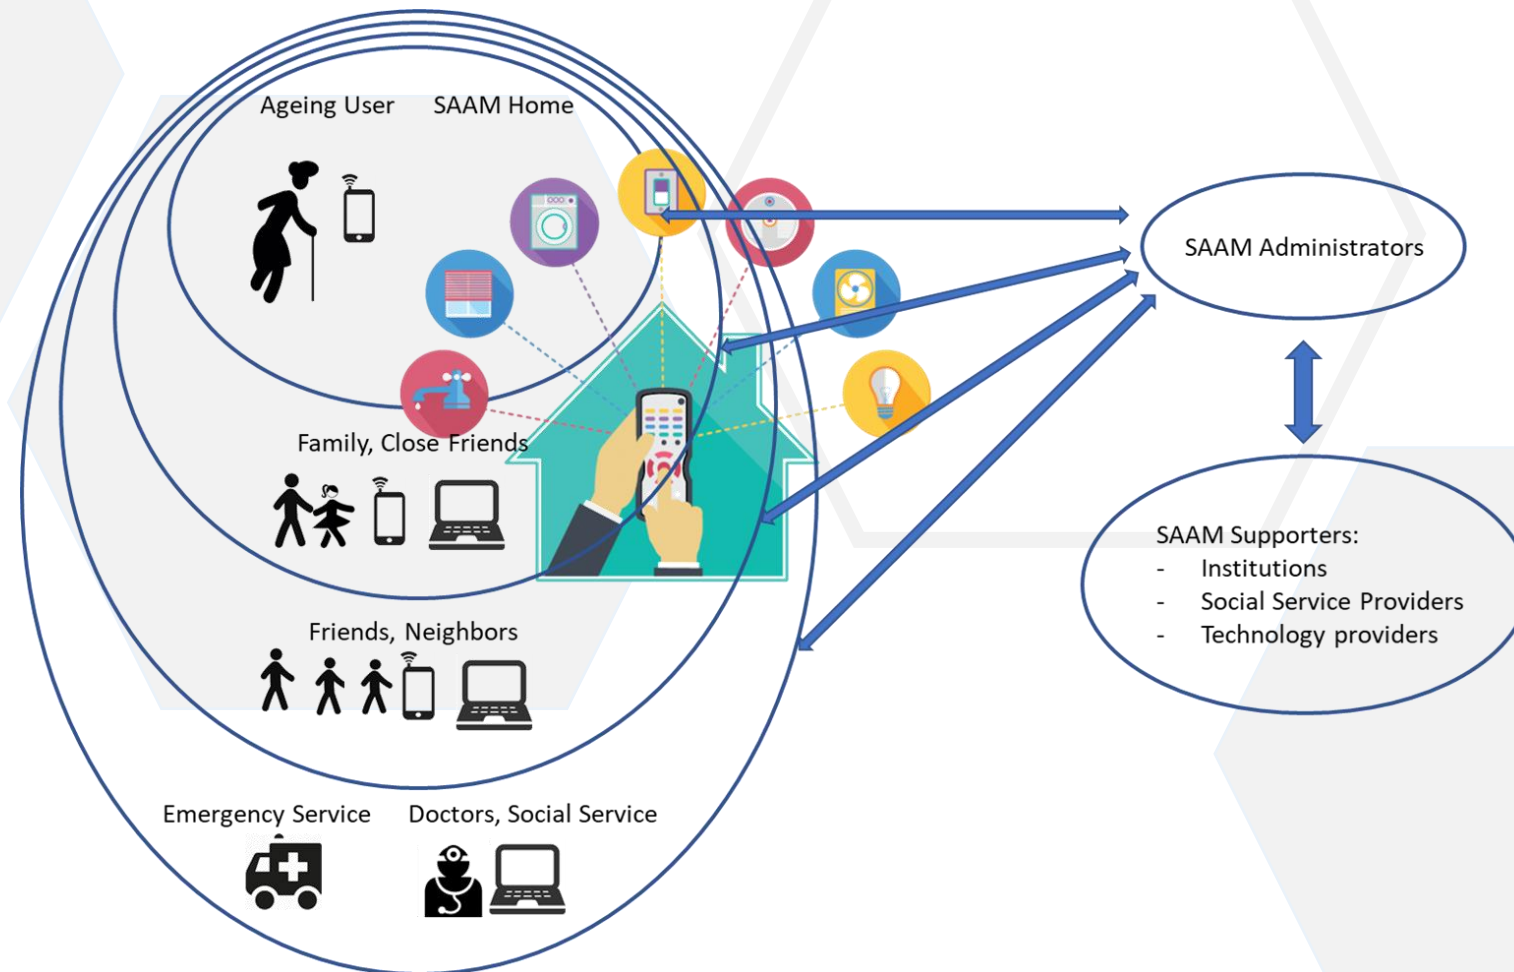 Ageing User
SAAM Home
Family, Close Friends
Friends, Neighbors
Emergency Service
Doctors, Social Service
SAAM Administrators
SAAM Supporters:
- Institutions
- Social Service Providers
- Technology providers